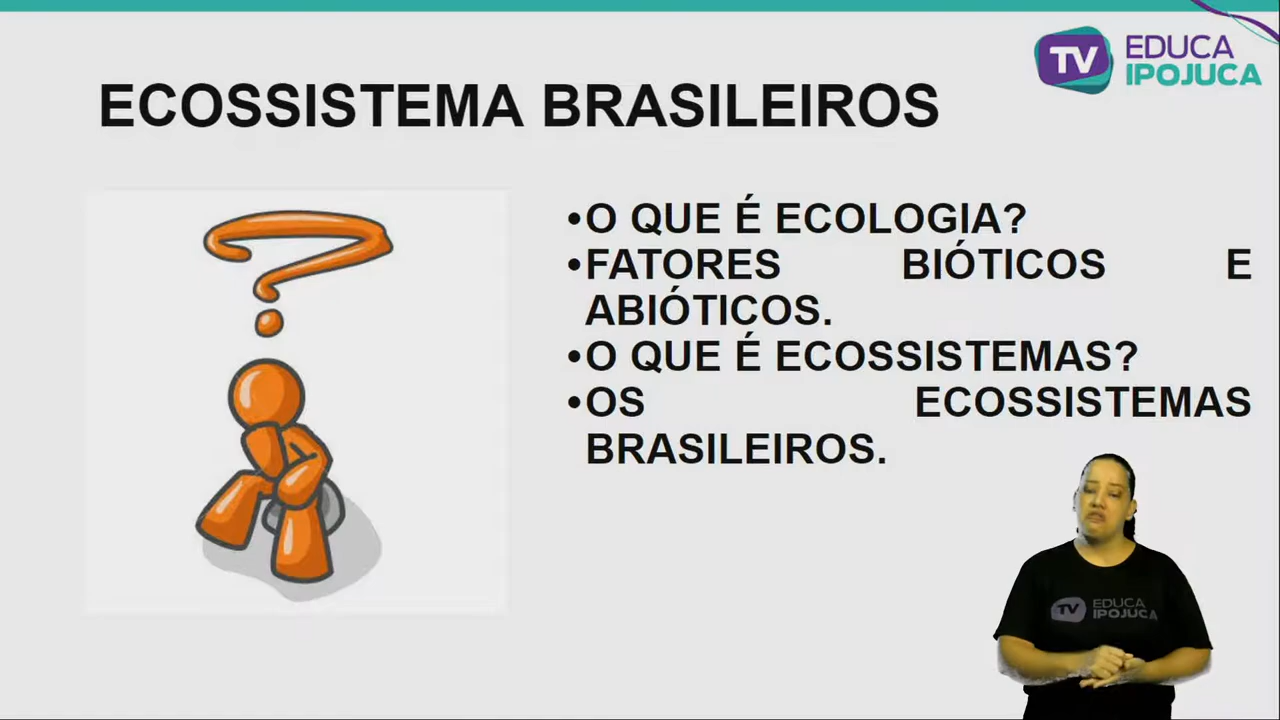 TV EDUCA
IPOJUCA
ECOSSISTEMA BRASILEIROS
•O QUE É ECOLOGIA?
•FATORES BIÓTICOS E
ABIÓTICOS.
•O QUE É ECOSSISTEMAS?
•OS ECOSSISTEMAS
BRASILEIROS.
TV EDUCA
IPOJUCA